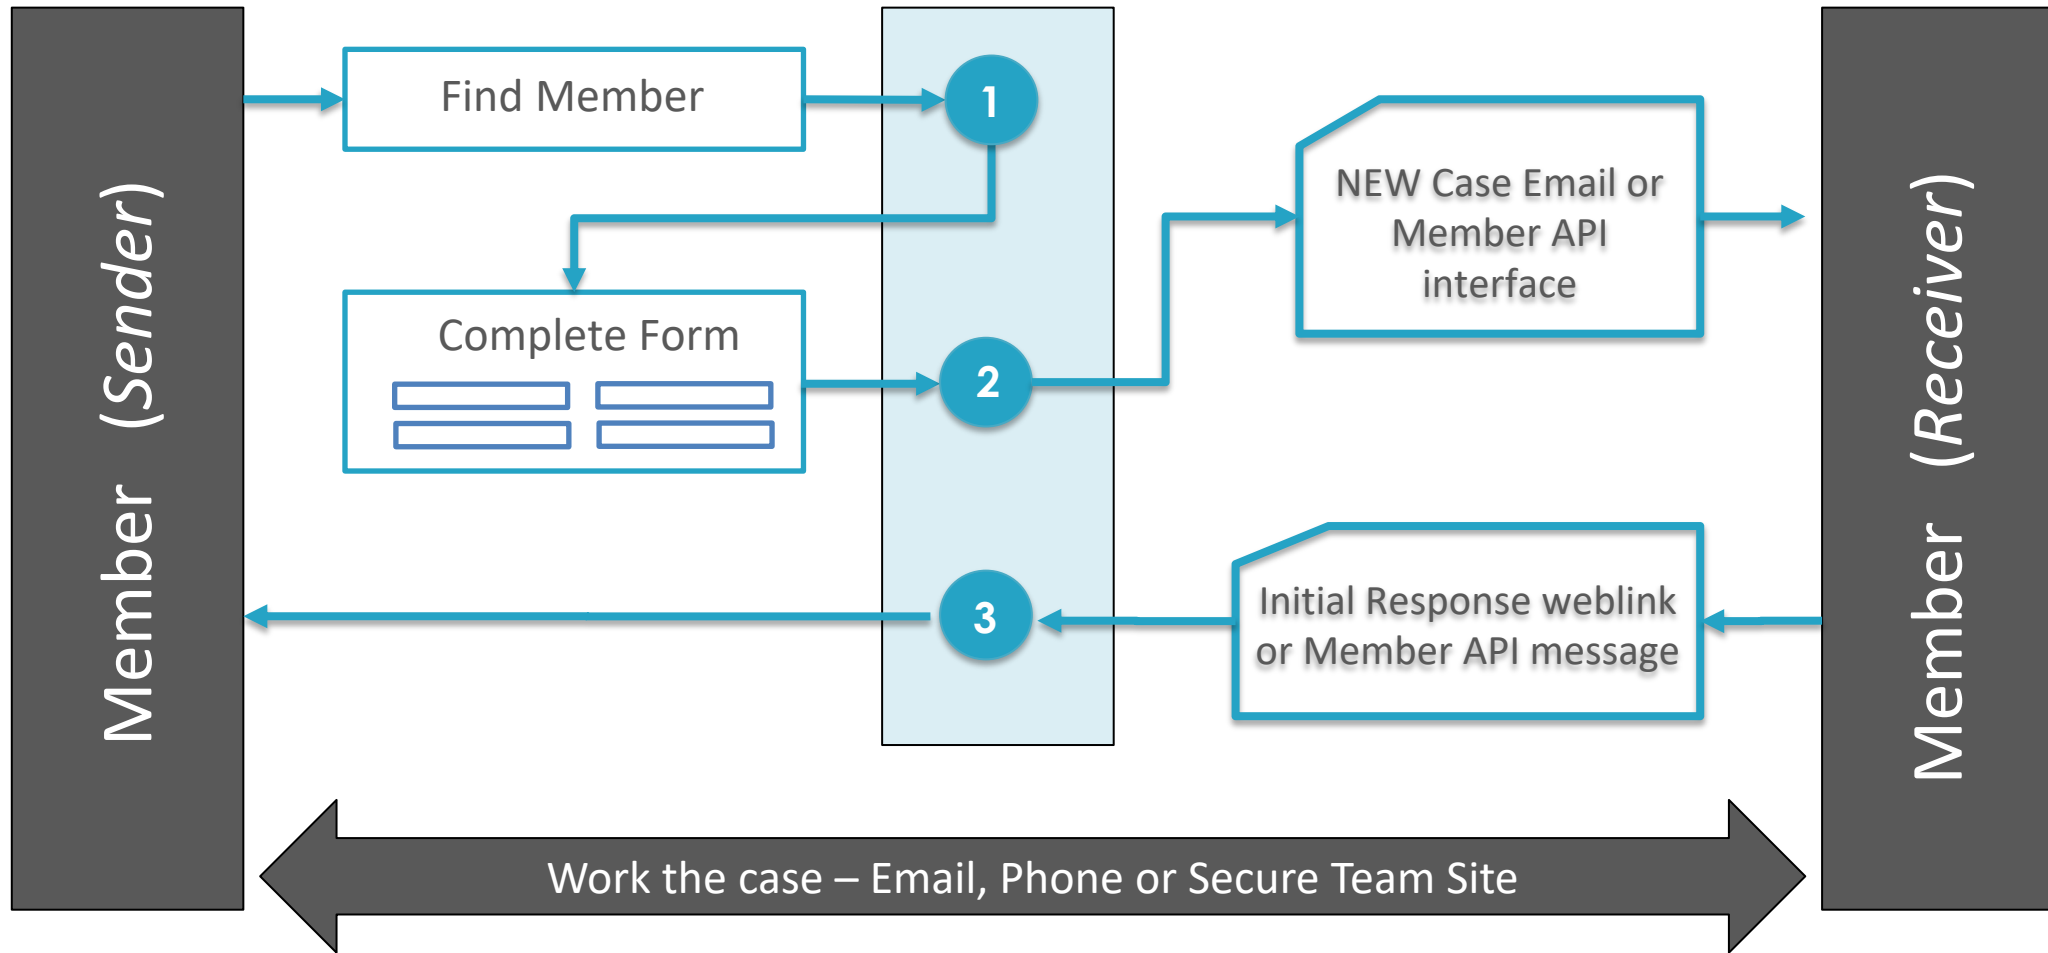 Member (Sender)
Find Member
1
NEW Case Email or
Member API
interface
Complete Form
2
Initial Response weblink
or Member API message
3
Member (Receiver)
Work the case – Email, Phone or Secure Team Site